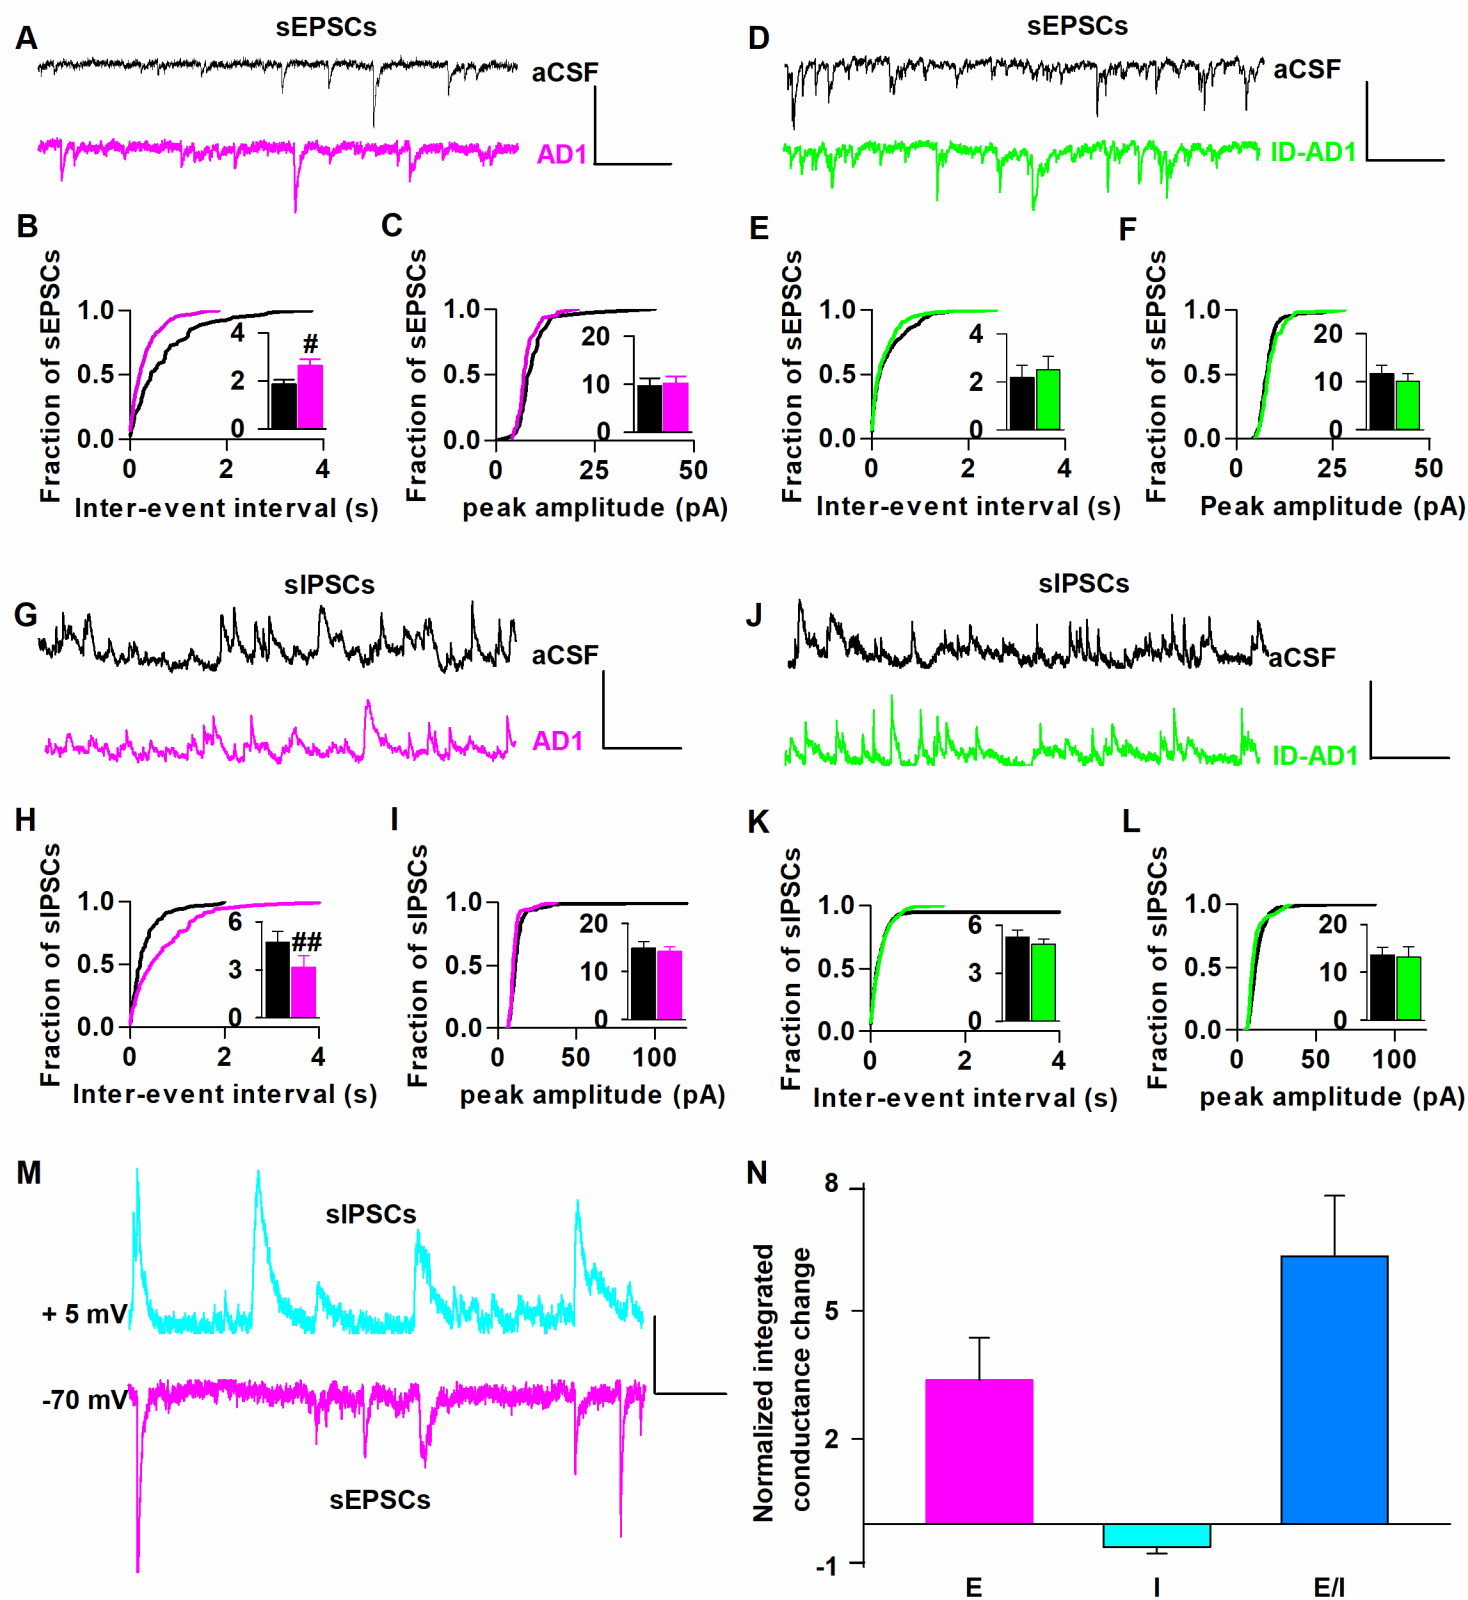 A
sEPSCs
aCSF
AD1
D
sEPSCs
aCSF
ID-AD1
B
Fraction of sEPSCs
1.0
0.5
0.0
0 2 4
Inter-event interval (s)
4
2
0
#
C
Fraction of sEPSCs
1.0
0.5
0.0
0 25 50
peak amplitude (pA)
20
10
0
E
Fraction of sEPSCs
1.0
0.5
0.0
0 2 4
Inter-event interval (s)
4
2
0
F
Fraction of sEPSCs
1.0
0.5
0.0
0 25 50
Peak amplitude (pA)
20
10
0
G
sIPSCs
aCSF
AD1
J
sIPSCs
aCSF
ID-AD1
H
Fraction of sIPSCs
1.0
0.5
0.0
0 2 4
Inter-event interval (s)
6
3
0
##
I
Fraction of sIPSCs
1.0
0.5
0.0
0 50 100
peak amplitude (pA)
20
10
0
K
Fraction of sIPSCs
1.0
0.5
0.0
0 2 4
Inter-event interval (s)
6
3
0
L
Fraction of sIPSCs
1.0
0.5
0.0
0 50 100
peak amplitude (pA)
20
10
0
M
sIPSCs
+ 5 mV
-70 mV
sEPSCs
N
Normalized integrated
conductance change
8
5
2
-1
E I E/I